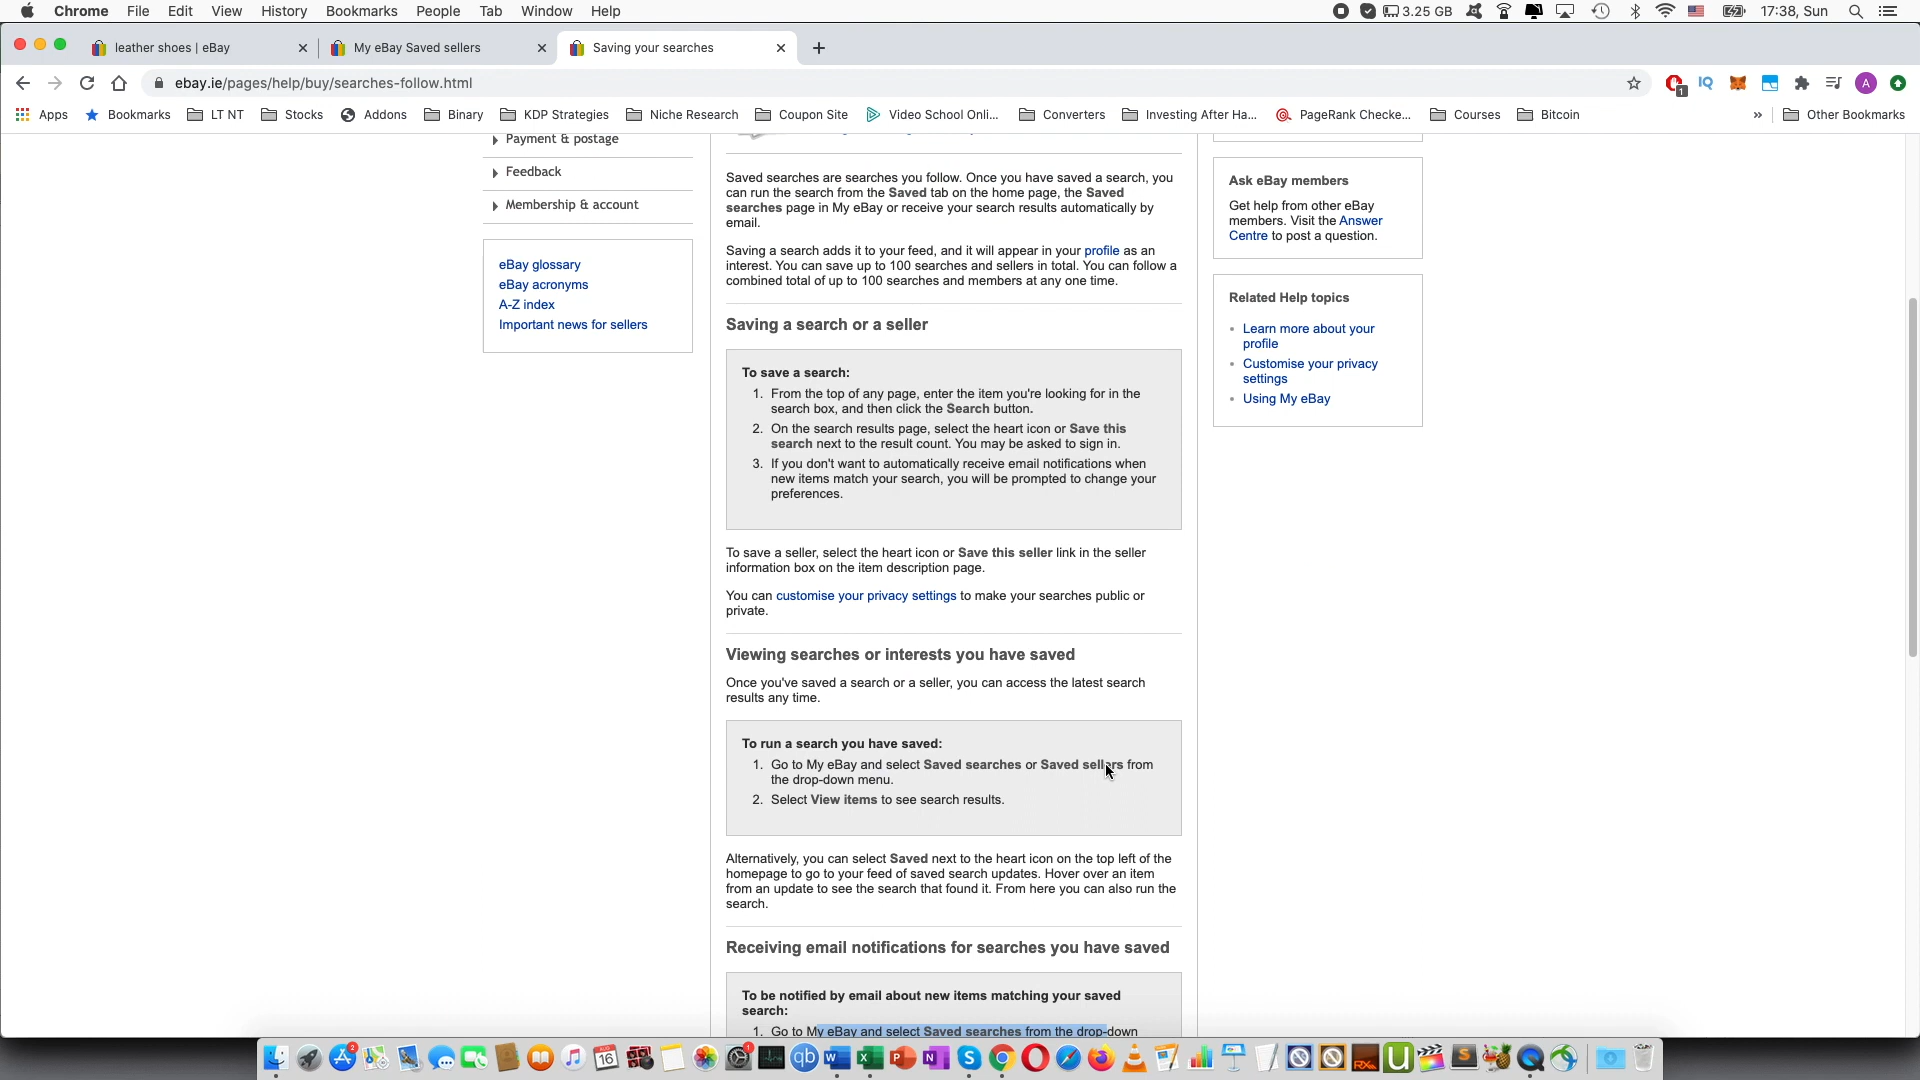 Chrome File Edit View History Bookmarks People Tab Window Help 3.25 GB 17:38, Sun
leather shoes | eBay My eBay Saved sellers Saving your searches
ebay.ie/pages/help/buy/searches-follow.html 1 IQ A
Apps Bookmarks LT NT Stocks Addons Binary KDP Strategies Niche Research Coupon Site Video School Onli... Converters Investing After Ha... PageRank Checke... Courses Bitcoin » Other Bookmarks
Payment & postage
Feedback
Membership & account
eBay glossary
eBay acronyms
A-Z index
Important news for sellers
Saved searches are searches you follow. Once you have saved a search, you
can run the search from the Saved tab on the home page, the Saved
searches page in My eBay or receive your search results automatically by
email.
Saving a search adds it to your feed, and it will appear in your profile as an
interest. You can save up to 100 searches and sellers in total. You can follow a
combined total of up to 100 searches and members at any one time.
Saving a search or a seller
To save a search:
1. From the top of any page, enter the item you're looking for in the
search box, and then click the Search button.
2. On the search results page, select the heart icon or Save this
search next to the result count. You may be asked to sign in.
3. If you don't want to automatically receive email notifications when
new items match your search, you will be prompted to change your
preferences.
To save a seller, select the heart icon or Save this seller link in the seller
information box on the item description page.
You can customise your privacy settings to make your searches public or
private.
Viewing searches or interests you have saved
Once you've saved a search or a seller, you can access the latest search
results any time.
To run a search you have saved:
1. Go to My eBay and select Saved searches or Saved sellers from
the drop-down menu.
2. Select View items to see search results.
Alternatively, you can select Saved next to the heart icon on the top left of the
homepage to go to your feed of saved search updates. Hover over an item
from an update to see the search that found it. From here you can also run the
search.
Receiving email notifications for searches you have saved
To be notified by email about new items matching your saved
search:
1. Go to My eBay and select Saved searches from the drop-down
Ask eBay members
Get help from other eBay
members. Visit the Answer
Centre to post a question.
Related Help topics
Learn more about your
profile
Customise your privacy
settings
Using My eBay